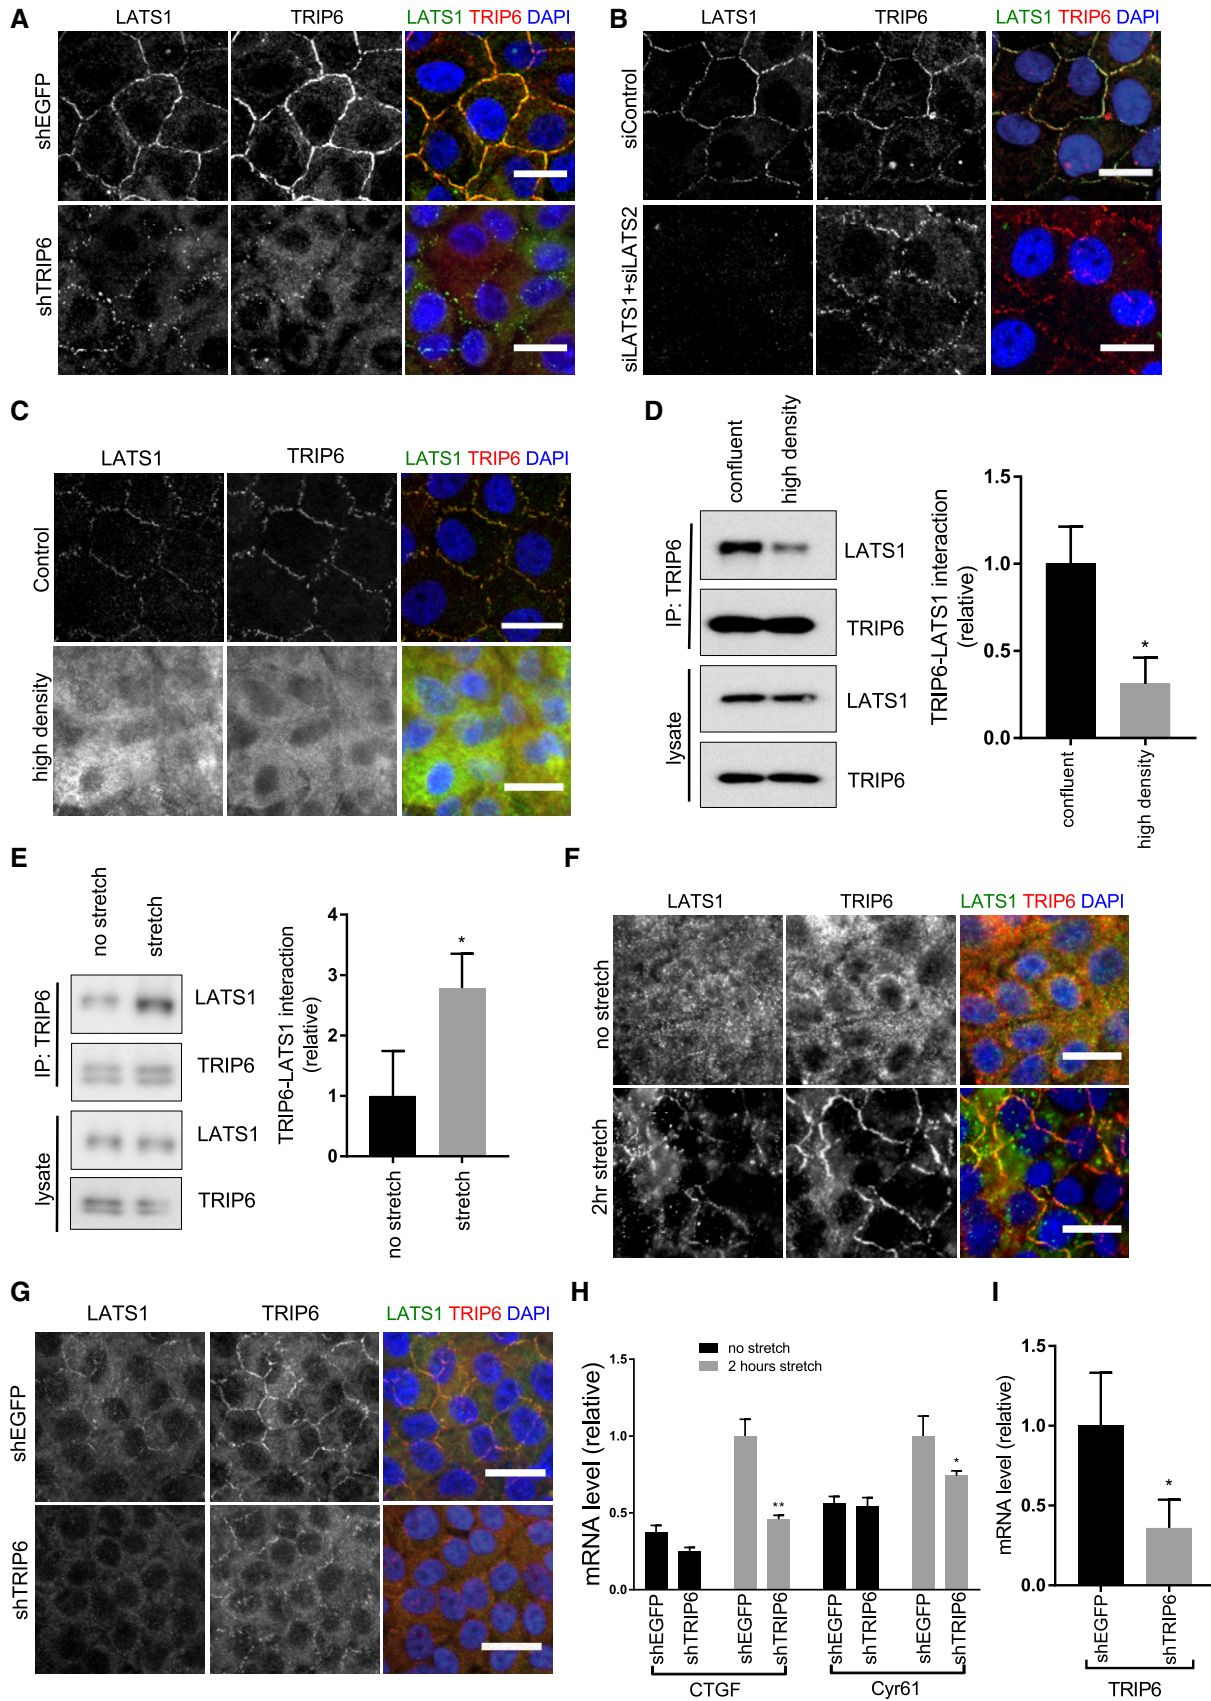 A
LATS1
TRIP6
LATS1 TRIP6 DAPI
shEGFP
shTRIP6
B
LATS1
TRIP6
LATS1 TRIP6 DAPI
siControl
siLATS1+siLATS2
C
LATS1
TRIP6
LATS1 TRIP6 DAPI
Control
high density
D
confluent
high density
IP: TRIP6
LATS1
TRIP6
lysate
LATS1
TRIP6
TRIP6-LATS1 interaction
(relative)
1.5
1.0
0.5
0.0
*
confluent
high density
E
no stretch
stretch
IP: TRIP6
LATS1
TRIP6
lysate
LATS1
TRIP6
TRIP6-LATS1 interaction
(relative)
4
3
2
1
0
*
no stretch
stretch
F
LATS1
TRIP6
LATS1 TRIP6 DAPI
no stretch
2hr stretch
G
LATS1
TRIP6
LATS1 TRIP6 DAPI
shEGFP
shTRIP6
H
no stretch
2 hours stretch
mRNA level (relative)
1.5
1.0
0.5
0.0
**
*
shEGFP
shTRIP6
shEGFP
shTRIP6
shEGFP
shTRIP6
shEGFP
shTRIP6
CTGF
Cyr61
I
mRNA level (relative)
1.5
1.0
0.5
0.0
*
shEGFP
shTRIP6
TRIP6